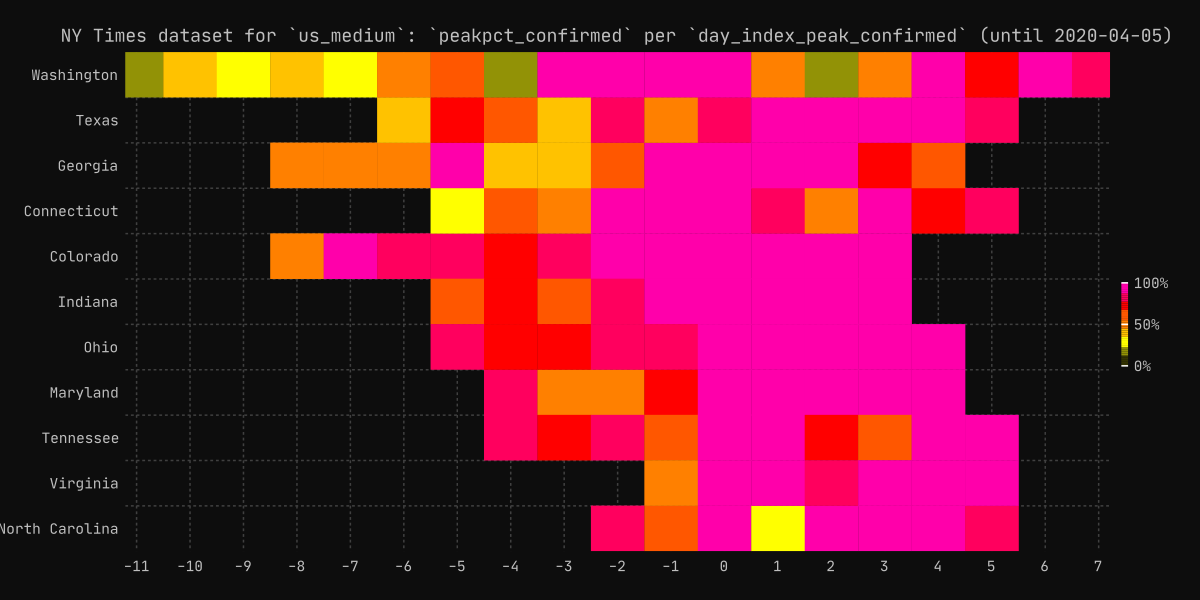 NY Times dataset for `us_medium`: `peakpct_confirmed` per `day_index_peak_confirmed` (until 2020-04-05)
Washington
Texas
Georgia
Connecticut
Colorado
Indiana
Ohio
Maryland
Tennessee
Virginia
North Carolina
100%
50%
0%
-11 -10 -9 -8 -7 -6 -5 -4 -3 -2 -1 0 1 2 3 4 5 6 7